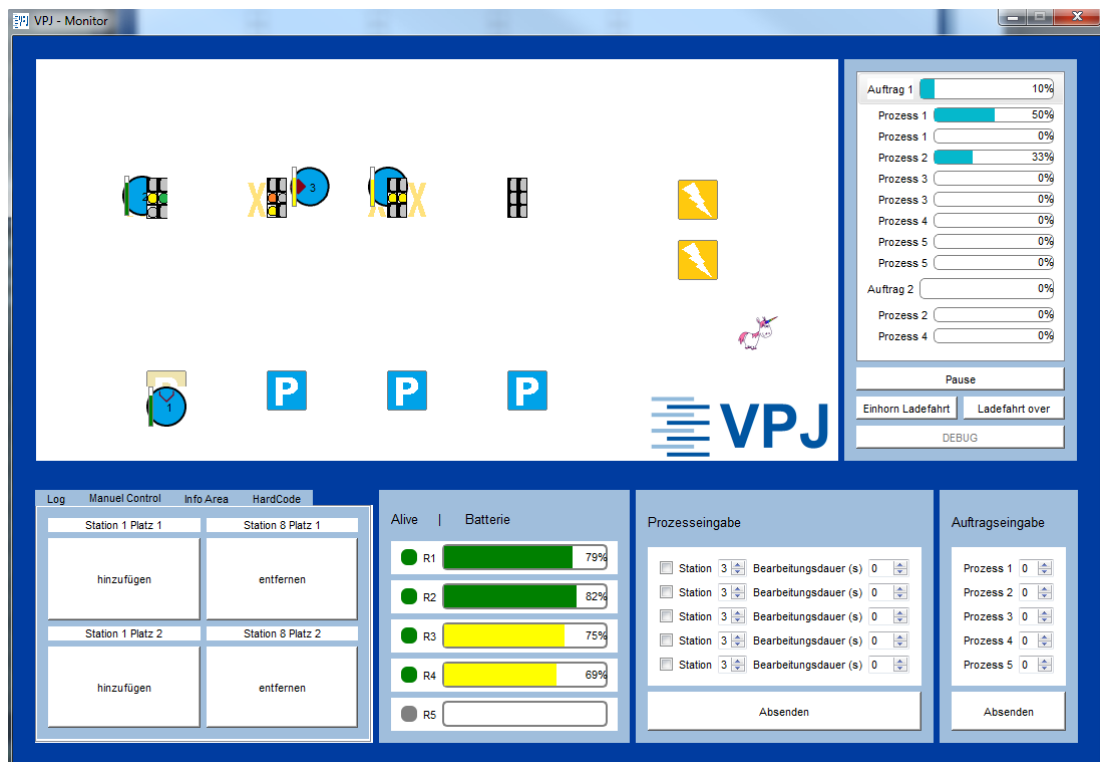 VPJ - Monitor
Auftrag 1 10%
Prozess 1 50%
Prozess 1 0%
Prozess 2 33%
Prozess 3 0%
Prozess 3 0%
Prozess 4 0%
Prozess 5 0%
Prozess 5 0%
Auftrag 2 0%
Prozess 2 0%
Prozess 4 0%
Pause
Einhorn Ladefahrt Ladefahrt over
DEBUG
3
X X X X
P
1
P P P
VPJ
Log Manuel Control Info Area HardCode
Station 1 Platz 1 Station 8 Platz 1
hinzufügen entfernen
Station 1 Platz 2 Station 8 Platz 2
hinzufügen entfernen
Alive | Batterie
R1 79%
R2 82%
R3 75%
R4 69%
R5
Prozesseingabe
Station 3 Bearbeitungsdauer (s) 0
Station 3 Bearbeitungsdauer (s) 0
Station 3 Bearbeitungsdauer (s) 0
Station 3 Bearbeitungsdauer (s) 0
Station 3 Bearbeitungsdauer (s) 0
Absenden
Auftragseingabe
Prozess 1 0
Prozess 2 0
Prozess 3 0
Prozess 4 0
Prozess 5 0
Absenden